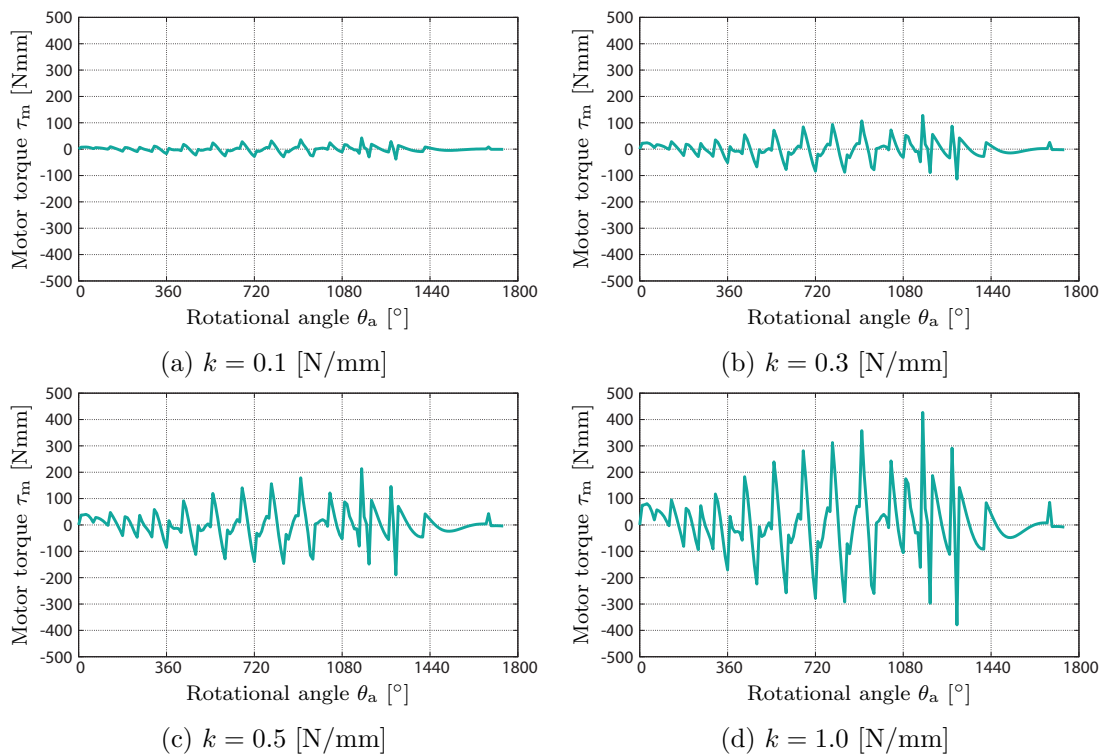 Motor torque τm [Nmm]
500
400
300
200
100
0
-100
-200
-300
-400
-500
0 360 720 1080 1440 1800
Rotational angle θa [°]
(a) k = 0.1 [N/mm]
Motor torque τm [Nmm]
500
400
300
200
100
0
-100
-200
-300
-400
-500
0 360 720 1080 1440 1800
Rotational angle θa [°]
(b) k = 0.3 [N/mm]
Motor torque τm [Nmm]
500
400
300
200
100
0
-100
-200
-300
-400
-500
0 360 720 1080 1440 1800
Rotational angle θa [°]
(c) k = 0.5 [N/mm]
Motor torque τm [Nmm]
500
400
300
200
100
0
-100
-200
-300
-400
-500
0 360 720 1080 1440 1800
Rotational angle θa [°]
(d) k = 1.0 [N/mm]